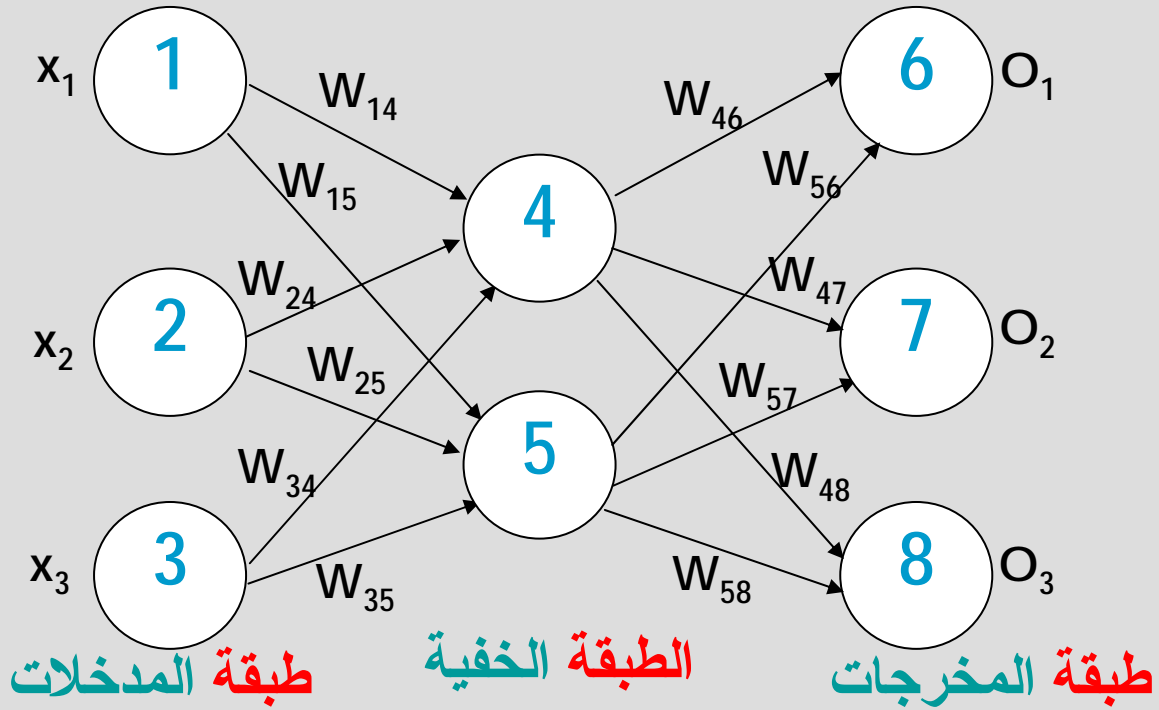 x₁ 1 W₁₄ W₄₆ 6 O₁
W₁₅ 4 W₅₆
x₂ 2 W₂₄ W₄₇ 7 O₂
W₂₅ W₅₇
W₃₄ 5 W₄₈
x₃ 3 W₃₅ W₅₈ 8 O₃
طبقة المدخلات
الطبقة الخفية
طبقة المخرجات